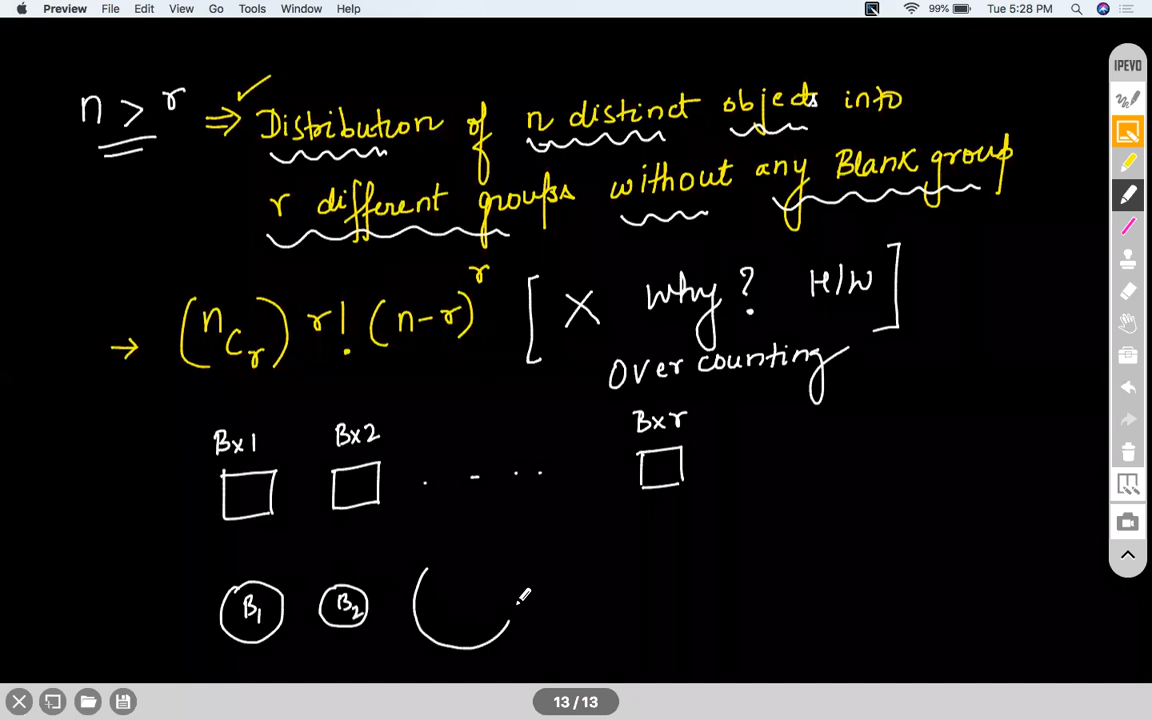 Preview File Edit View Go Tools Window Help 99% Tue 5:28 PM
IPEVO
n > r ⇒ ✓ Distribution of n distinct objects into
r different groups without any Blank group
→ (nCr) r! (n-r)^r [ X Why? H/W ]
Over counting
Bx1 Bx2 . - . . Bxr
B1 B2
13/13